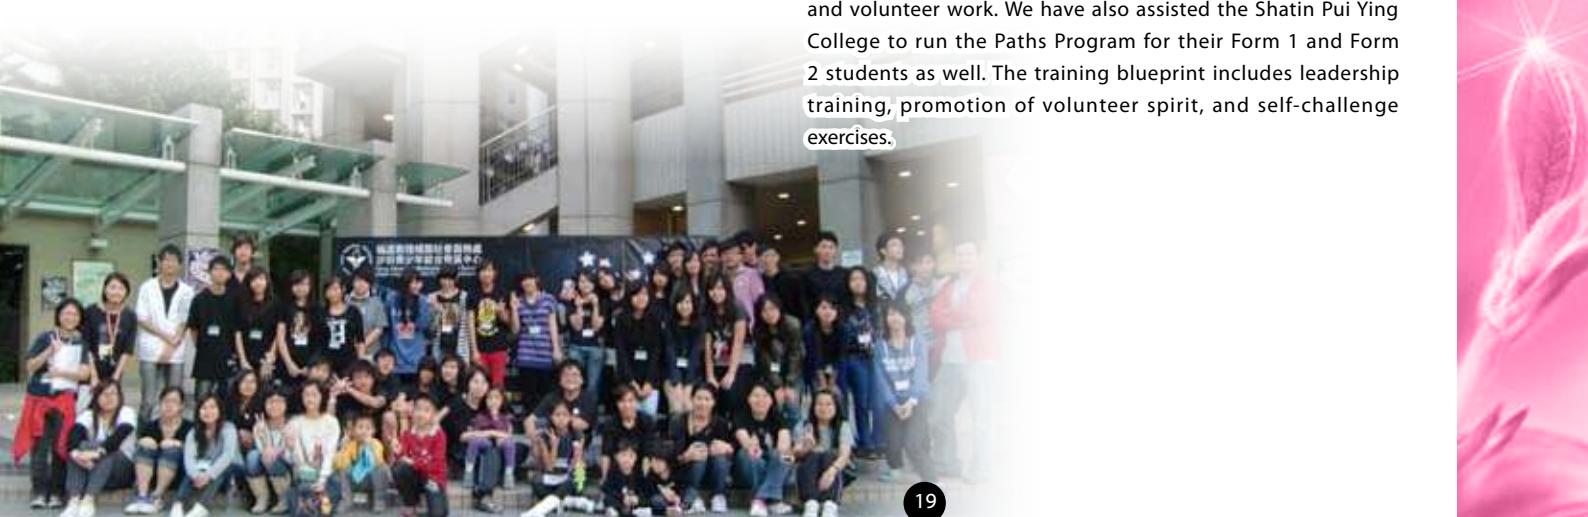 and volunteer work. We have also assisted the Shatin Pui Ying
College to run the Paths Program for their Form 1 and Form
2 students as well. The training blueprint includes leadership
training, promotion of volunteer spirit, and self-challenge
exercises.
19